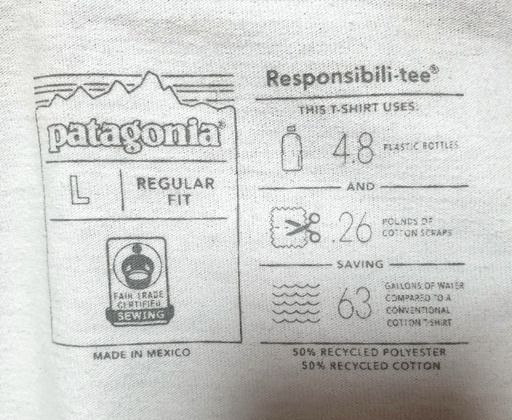 patagonia®
L
REGULAR
FIT
FAIR TRADE
CERTIFIED
SEWING
MADE IN MEXICO
Responsibili-tee®
THIS T-SHIRT USES:
4.8 PLASTIC BOTTLES
AND
.26 POUNDS OF
COTTON SCRAPS
SAVING
63 GALLONS OF WATER
COMPARED TO A
CONVENTIONAL
COTTON T-SHIRT
50% RECYCLED POLYESTER
50% RECYCLED COTTON